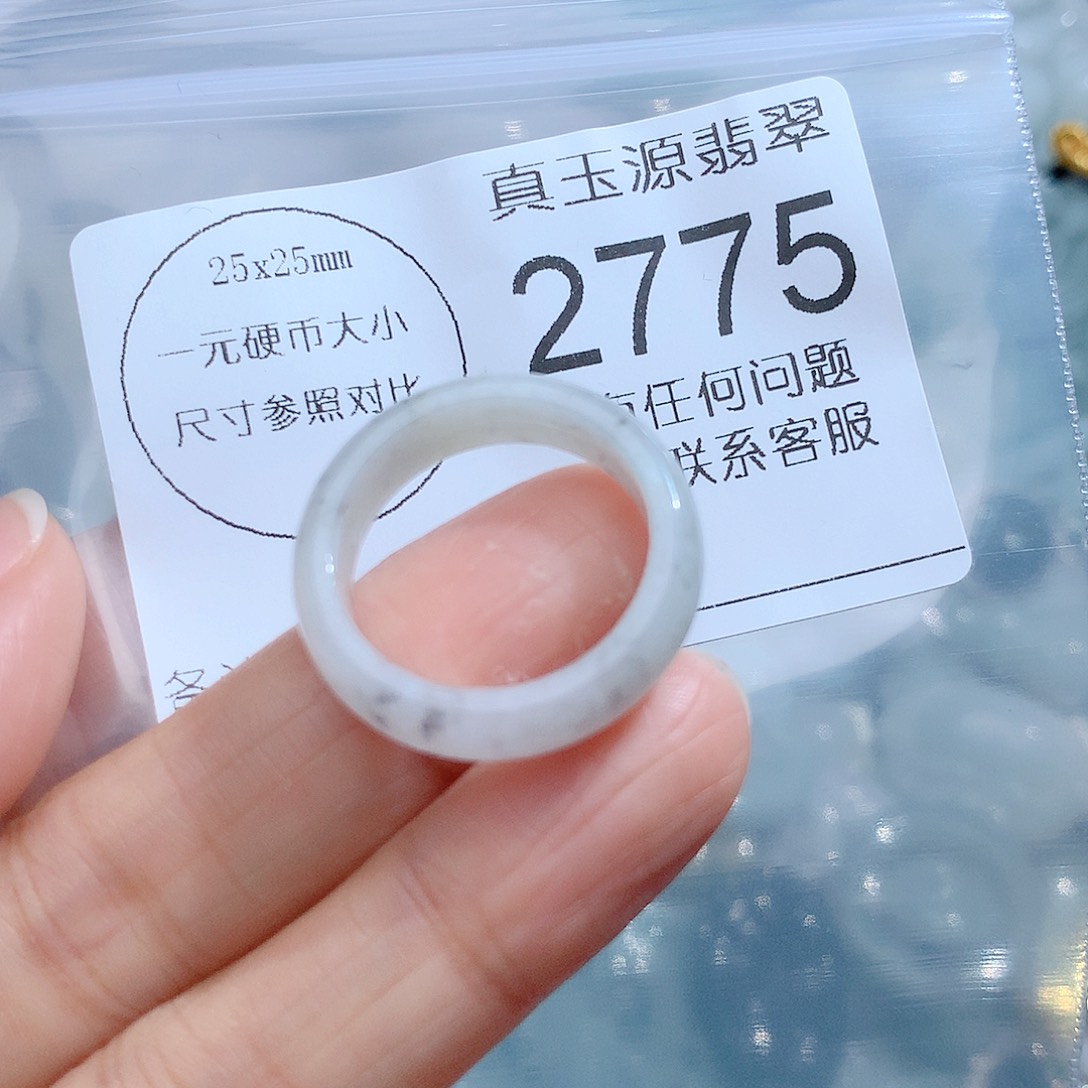 真玉源翡翠
2775
任何问题
联系客服
25x25mm
一元硬币大小
尺寸参照对比
各